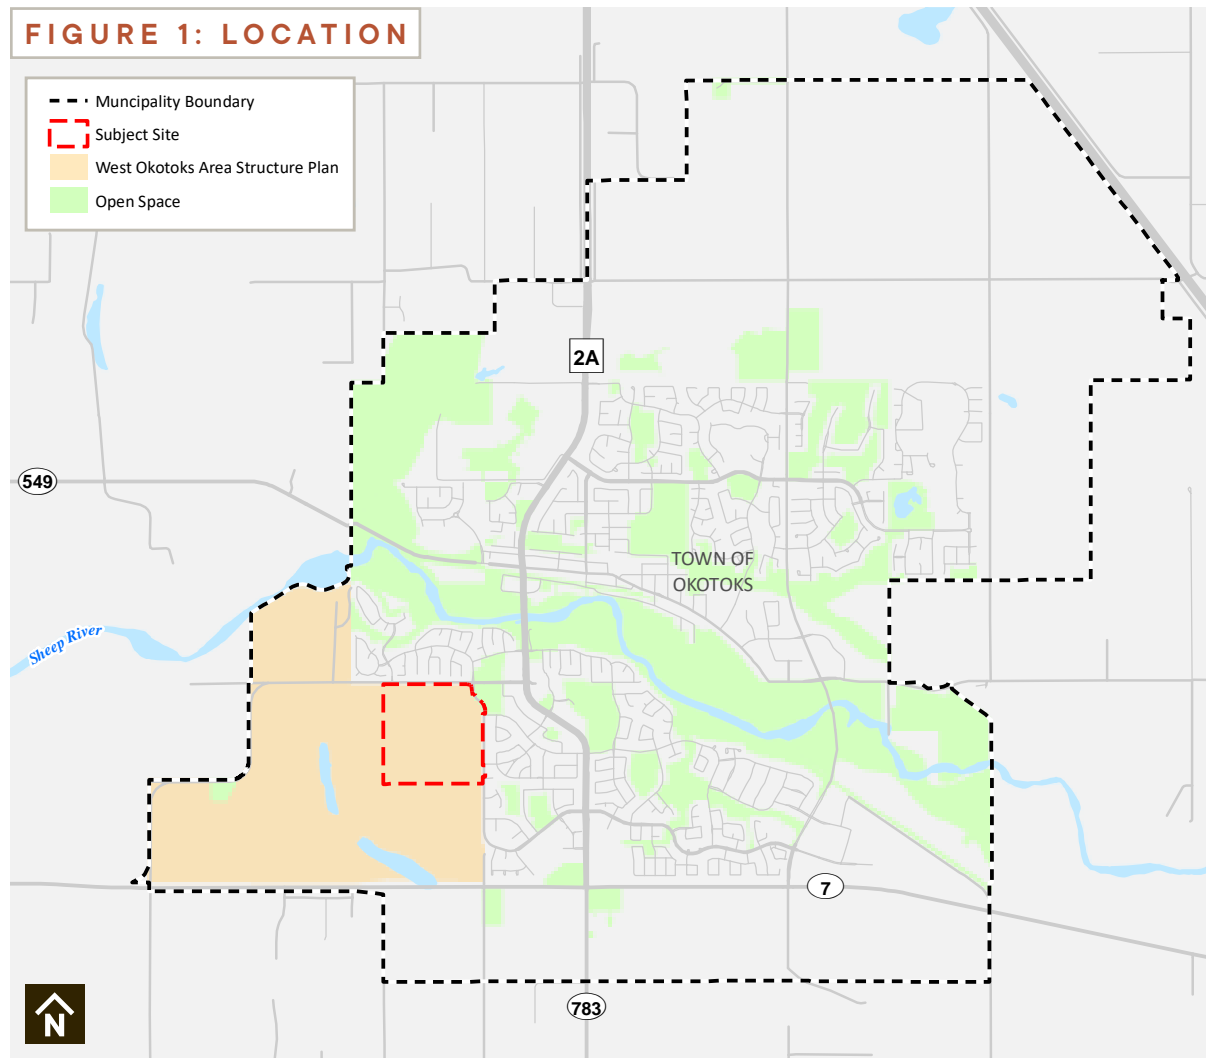 FIGURE 1: LOCATION
Muncipality Boundary
Subject Site
West Okotoks Area Structure Plan
Open Space
2A
549
TOWN OF
OKOTOKS
Sheep River
7
783
N